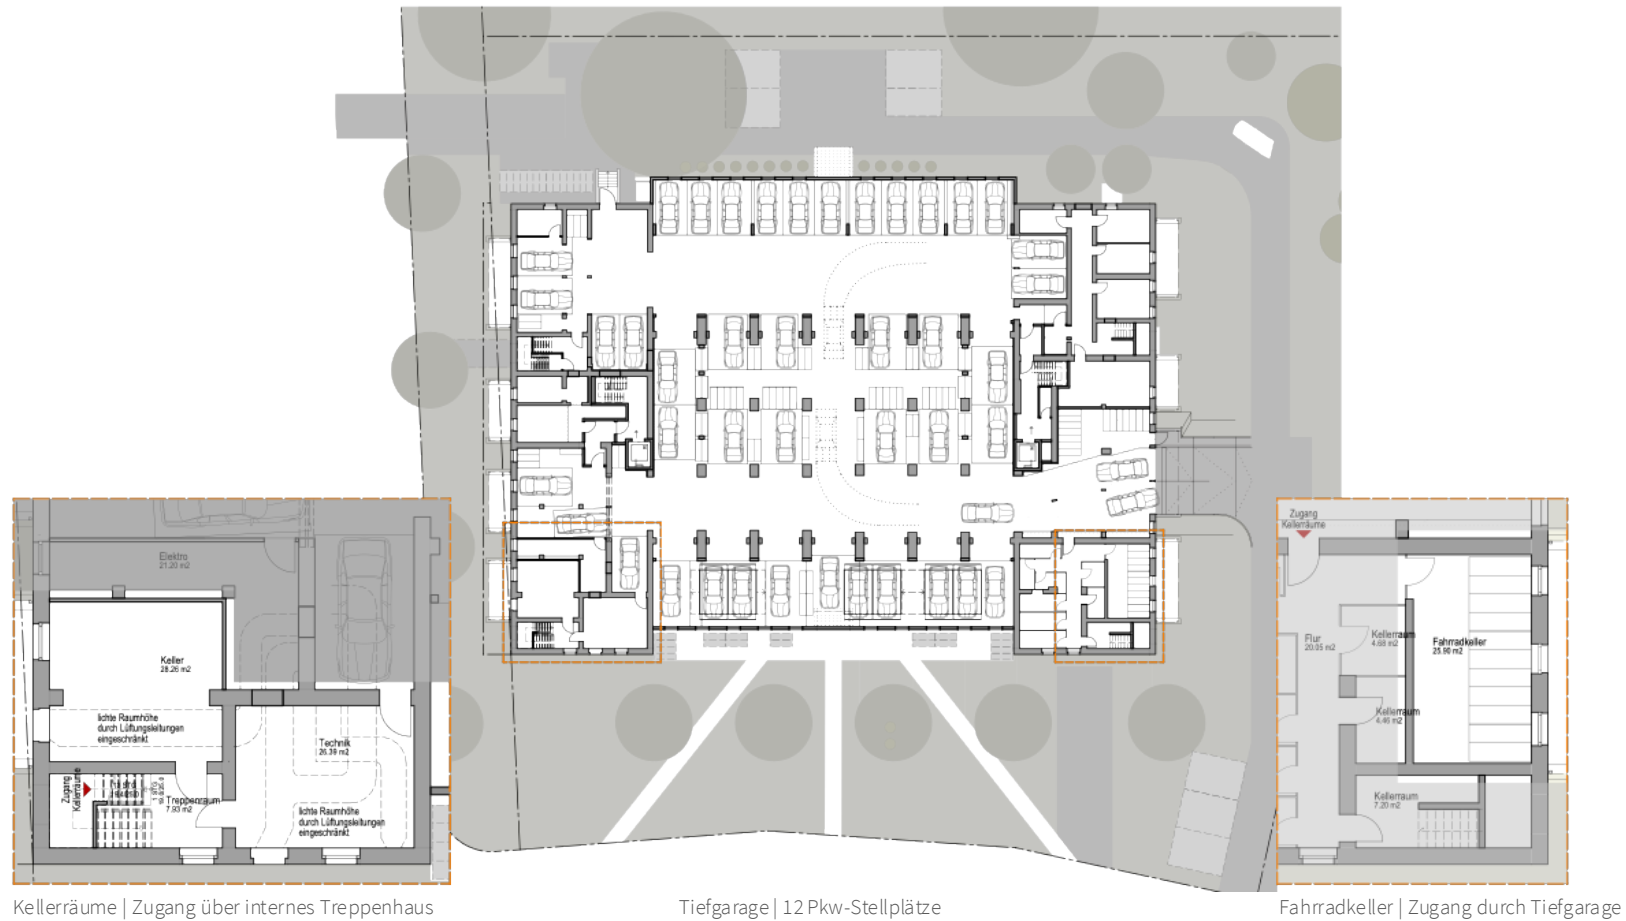 Elektro
21.20 m2
Keller
28.26 m2
lichte Raumhöhe
durch Lüftungsleitungen
eingeschränkt
Technik
26.39 m2
Zugang
Kellerräume
Treppenraum
7.93 m2
lichte Raumhöhe
durch Lüftungsleitungen
eingeschränkt
Zugang
Kellerräume
Flur
20.05 m2
Kellerraum
4.68 m2
Fahrradkeller
25.90 m2
Kellerraum
4.46 m2
Kellerraum
7.20 m2
Kellerräume | Zugang über internes Treppenhaus
Tiefgarage | 12 Pkw-Stellplätze
Fahrradkeller | Zugang durch Tiefgarage